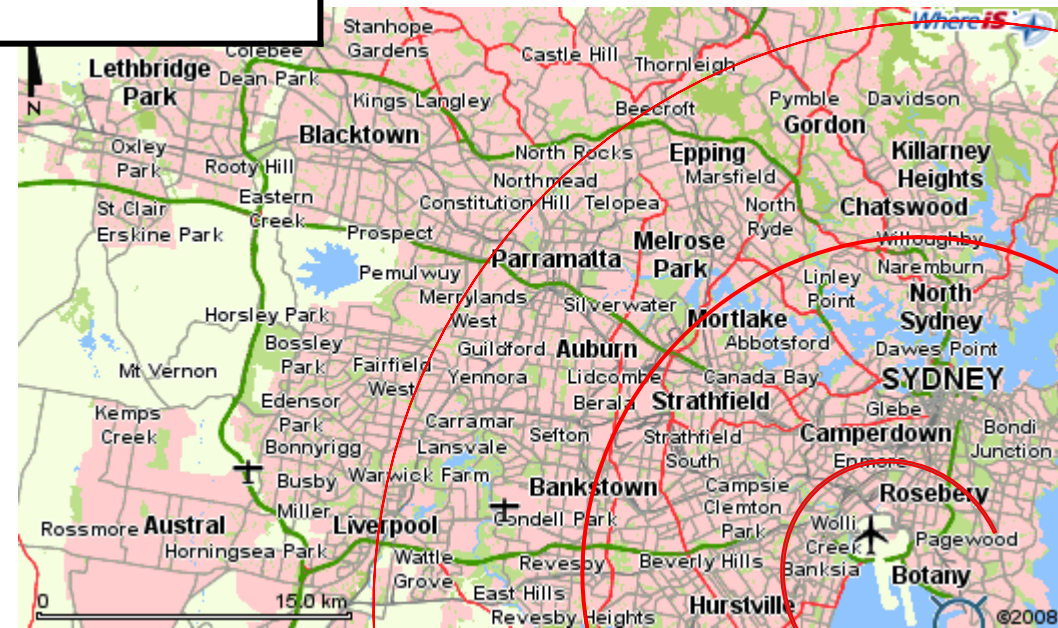 WhereiS
Stanhope
Gardens
Colebee
Castle Hill
Thornleigh
Lethbridge
Park
Dean Park
Kings Langley
Pymble
Davidson
N
Beecroft
Gordon
Blacktown
Oxley
Park
Rooty Hill
North Rocks
Epping
Killarney
Heights
Northmead
Marsfield
Eastern
Creek
Constitution Hill
Telopea
North
Ryde
Chatswood
St Clair
Erskine Park
Prospect
Melrose
Park
Willoughby
Parramatta
Naremburn
Pemulwuy
Linley
Point
Merrylands
West
Silverwater
North
Sydney
Horsley Park
Mortlake
Bossley
Park
Guildford
Auburn
Abbotsford
Dawes Point
Mt Vernon
Fairfield
West
Yennora
Lidcombe
Canada Bay
SYDNEY
Edensor
Park
Berala
Strathfield
Glebe
Kemps
Creek
Carramar
Sefton
Strathfield
South
Camperdown
Bondi
Junction
Bonnyrigg
Lansvale
Enmore
Busby
Warwick Farm
Bankstown
Campsie
Rosebery
Miller
Condell Park
Clemton
Park
Rossmore
Austral
Liverpool
Wolli
Creek
Pagewood
Horningsea Park
Wattle
Grove
Revesby
Beverly Hills
Banksia
Botany
East Hills
Revesby Heights
Hurstville
0
15.0 km
©2008